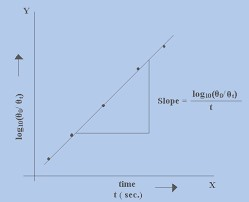 Y
log10(θ0/ θt)
Slope = log10(θ0/ θt)
t
time
t ( sec.)
X